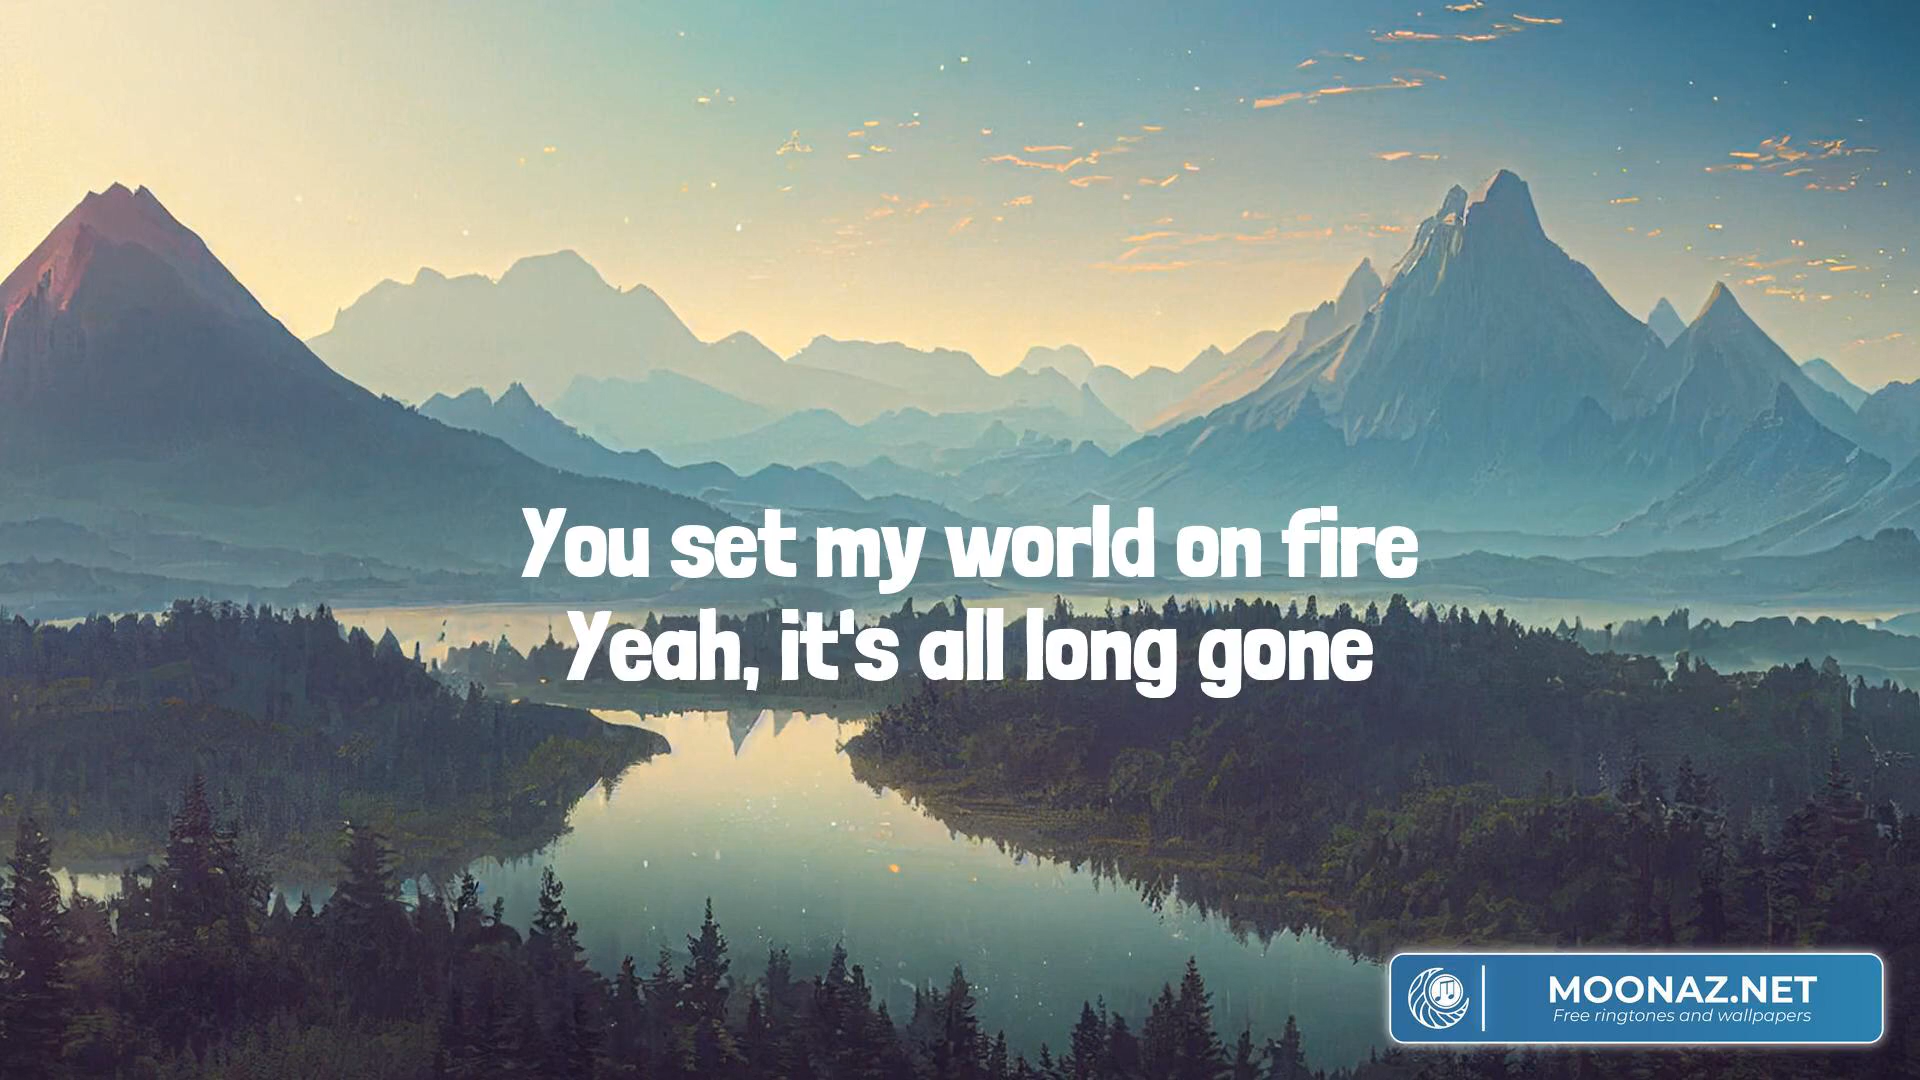 You set my world on fire
Yeah, it's all long gone
MOONAZ.NET
Free ringtones and wallpapers